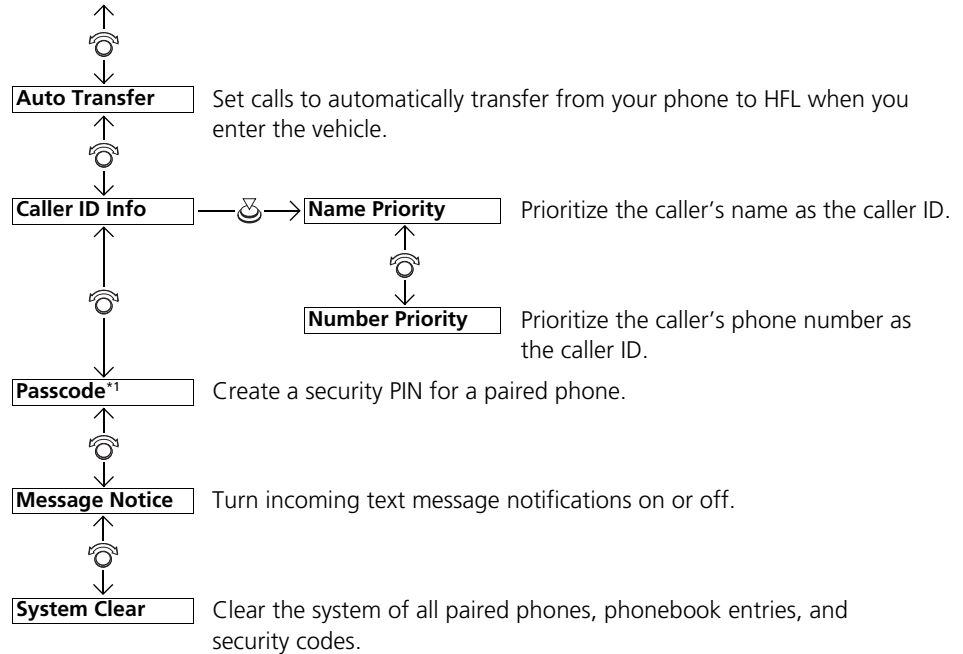 Auto Transfer
Set calls to automatically transfer from your phone to HFL when you
enter the vehicle.
Caller ID Info
Name Priority
Prioritize the caller’s name as the caller ID.
Number Priority
Prioritize the caller’s phone number as
the caller ID.
Passcode*1
Create a security PIN for a paired phone.
Message Notice
Turn incoming text message notifications on or off.
System Clear
Clear the system of all paired phones, phonebook entries, and
security codes.